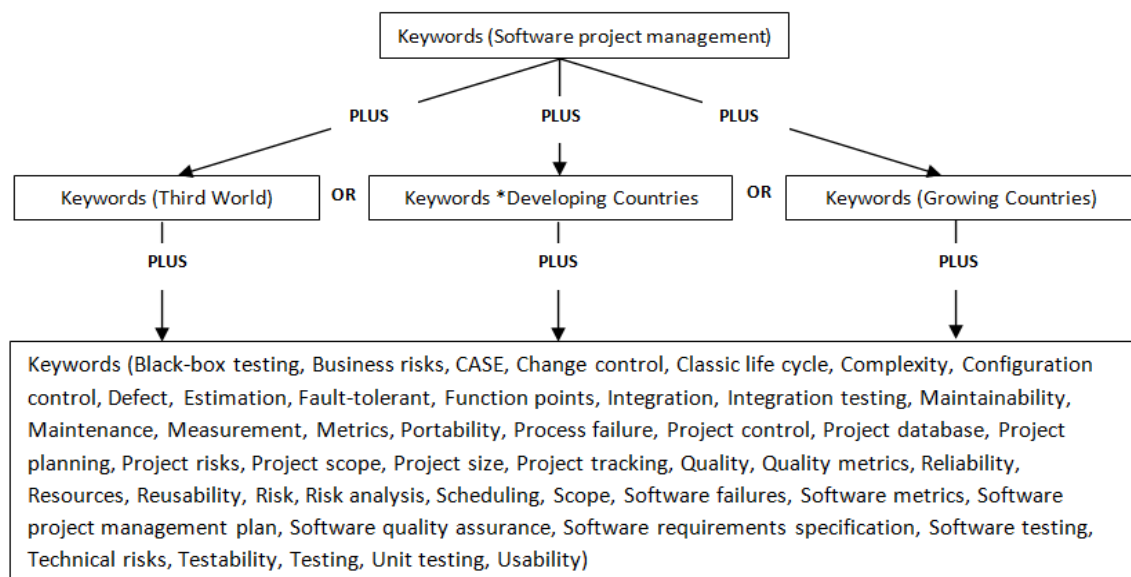 Keywords (Software project management)
PLUS
PLUS
PLUS
Keywords (Third World)
OR
Keywords *Developing Countries
OR
Keywords (Growing Countries)
PLUS
PLUS
PLUS
Keywords (Black-box testing, Business risks, CASE, Change control, Classic life cycle, Complexity, Configuration
control, Defect, Estimation, Fault-tolerant, Function points, Integration, Integration testing, Maintainability,
Maintenance, Measurement, Metrics, Portability, Process failure, Project control, Project database, Project
planning, Project risks, Project scope, Project size, Project tracking, Quality, Quality metrics, Reliability,
Resources, Reusability, Risk, Risk analysis, Scheduling, Scope, Software failures, Software metrics, Software
project management plan, Software quality assurance, Software requirements specification, Software testing,
Technical risks, Testability, Testing, Unit testing, Usability)